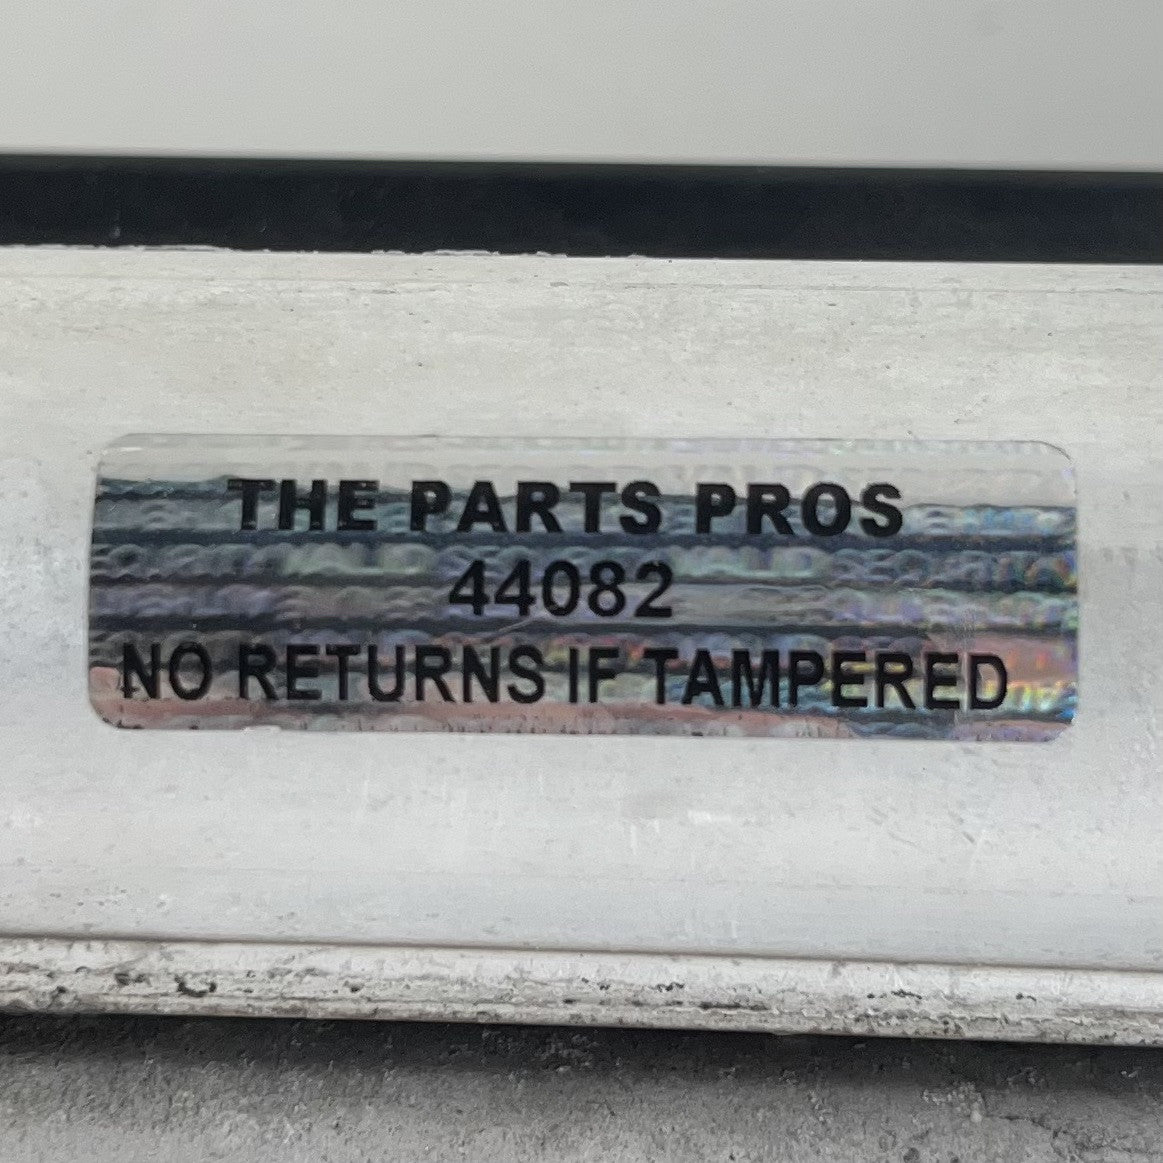 THE PARTS PROS
44082
NO RETURNS IF TAMPERED